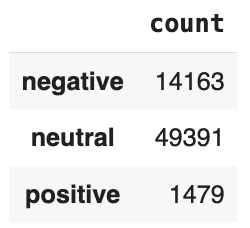 count
negative 14163
neutral 49391
positive 1479